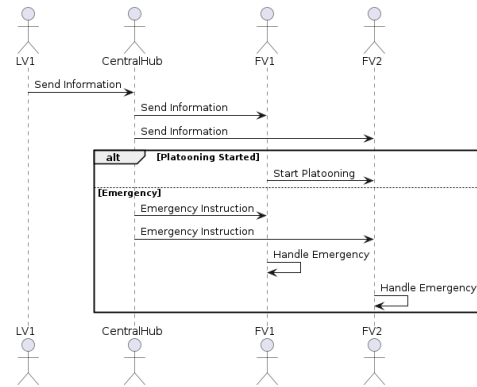 LV1 CentralHub FV1 FV2
Send Information
Send Information
Send Information
alt [Platooning Started]
Start Platooning
[Emergency]
Emergency Instruction
Emergency Instruction
Handle Emergency
Handle Emergency
LV1 CentralHub FV1 FV2